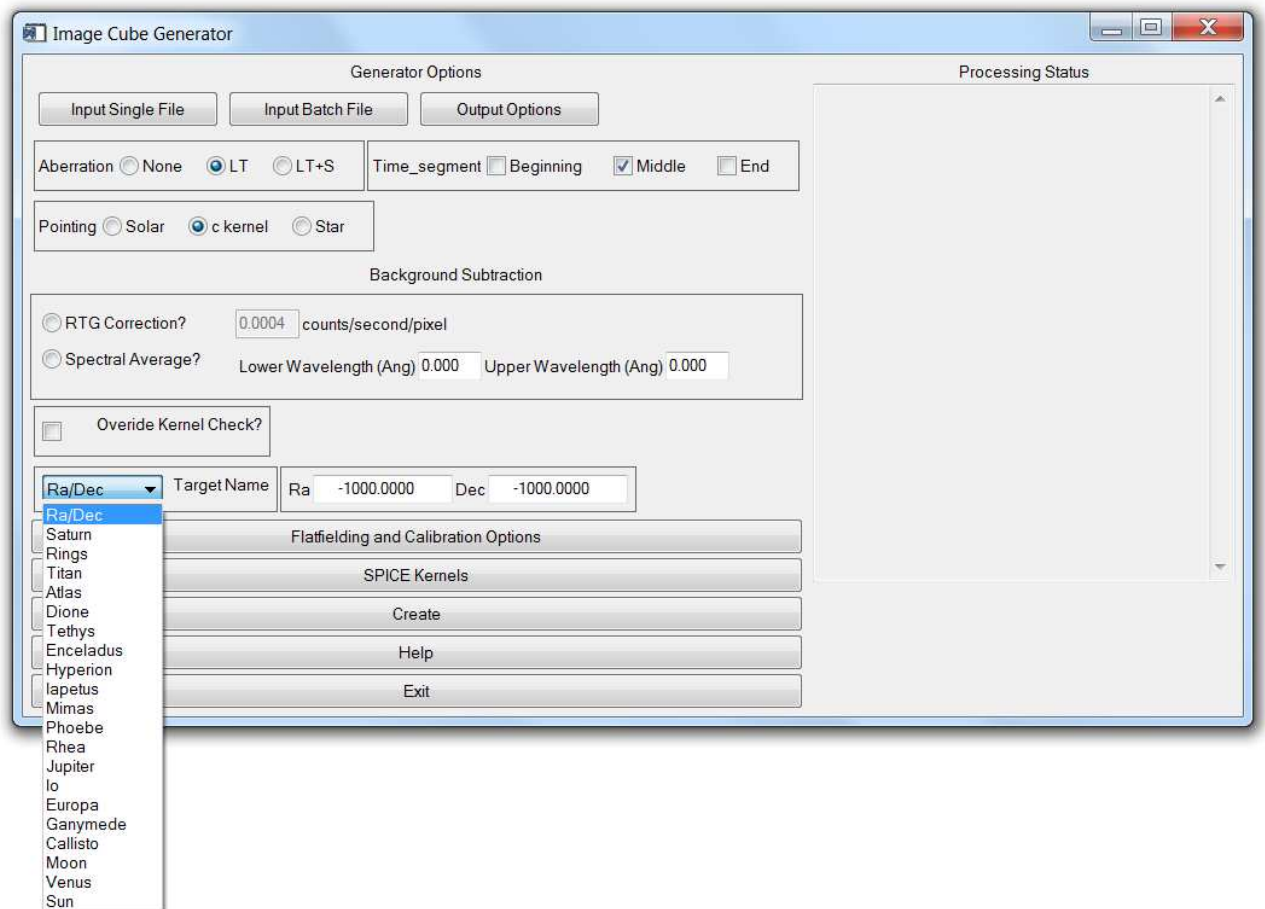 Image Cube Generator
Generator Options
Processing Status
Input Single File Input Batch File Output Options
Aberration None LT LT+S Time_segment Beginning Middle End
Pointing Solar c kernel Star
Background Subtraction
RTG Correction? 0.0004 counts/second/pixel
Spectral Average? Lower Wavelength (Ang) 0.000 Upper Wavelength (Ang) 0.000
Overide Kernel Check?
Ra/Dec Target Name Ra -1000.0000 Dec -1000.0000
Flatfielding and Calibration Options
SPICE Kernels
Create
Help
Exit
Ra/Dec
Saturn
Rings
Titan
Atlas
Dione
Tethys
Enceladus
Hyperion
Iapetus
Mimas
Phoebe
Rhea
Jupiter
Io
Europa
Ganymede
Callisto
Moon
Venus
Sun